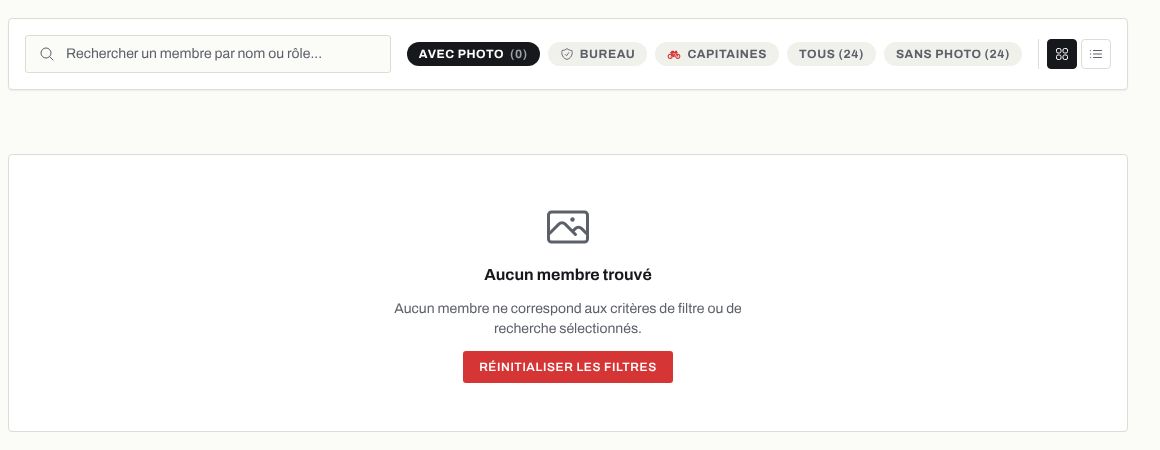 Rechercher un membre par nom ou rôle...
AVEC PHOTO (0)
BUREAU
CAPITAINES
TOUS (24)
SANS PHOTO (24)
Aucun membre trouvé
Aucun membre ne correspond aux critères de filtre ou de
recherche sélectionnés.
RÉINITIALISER LES FILTRES